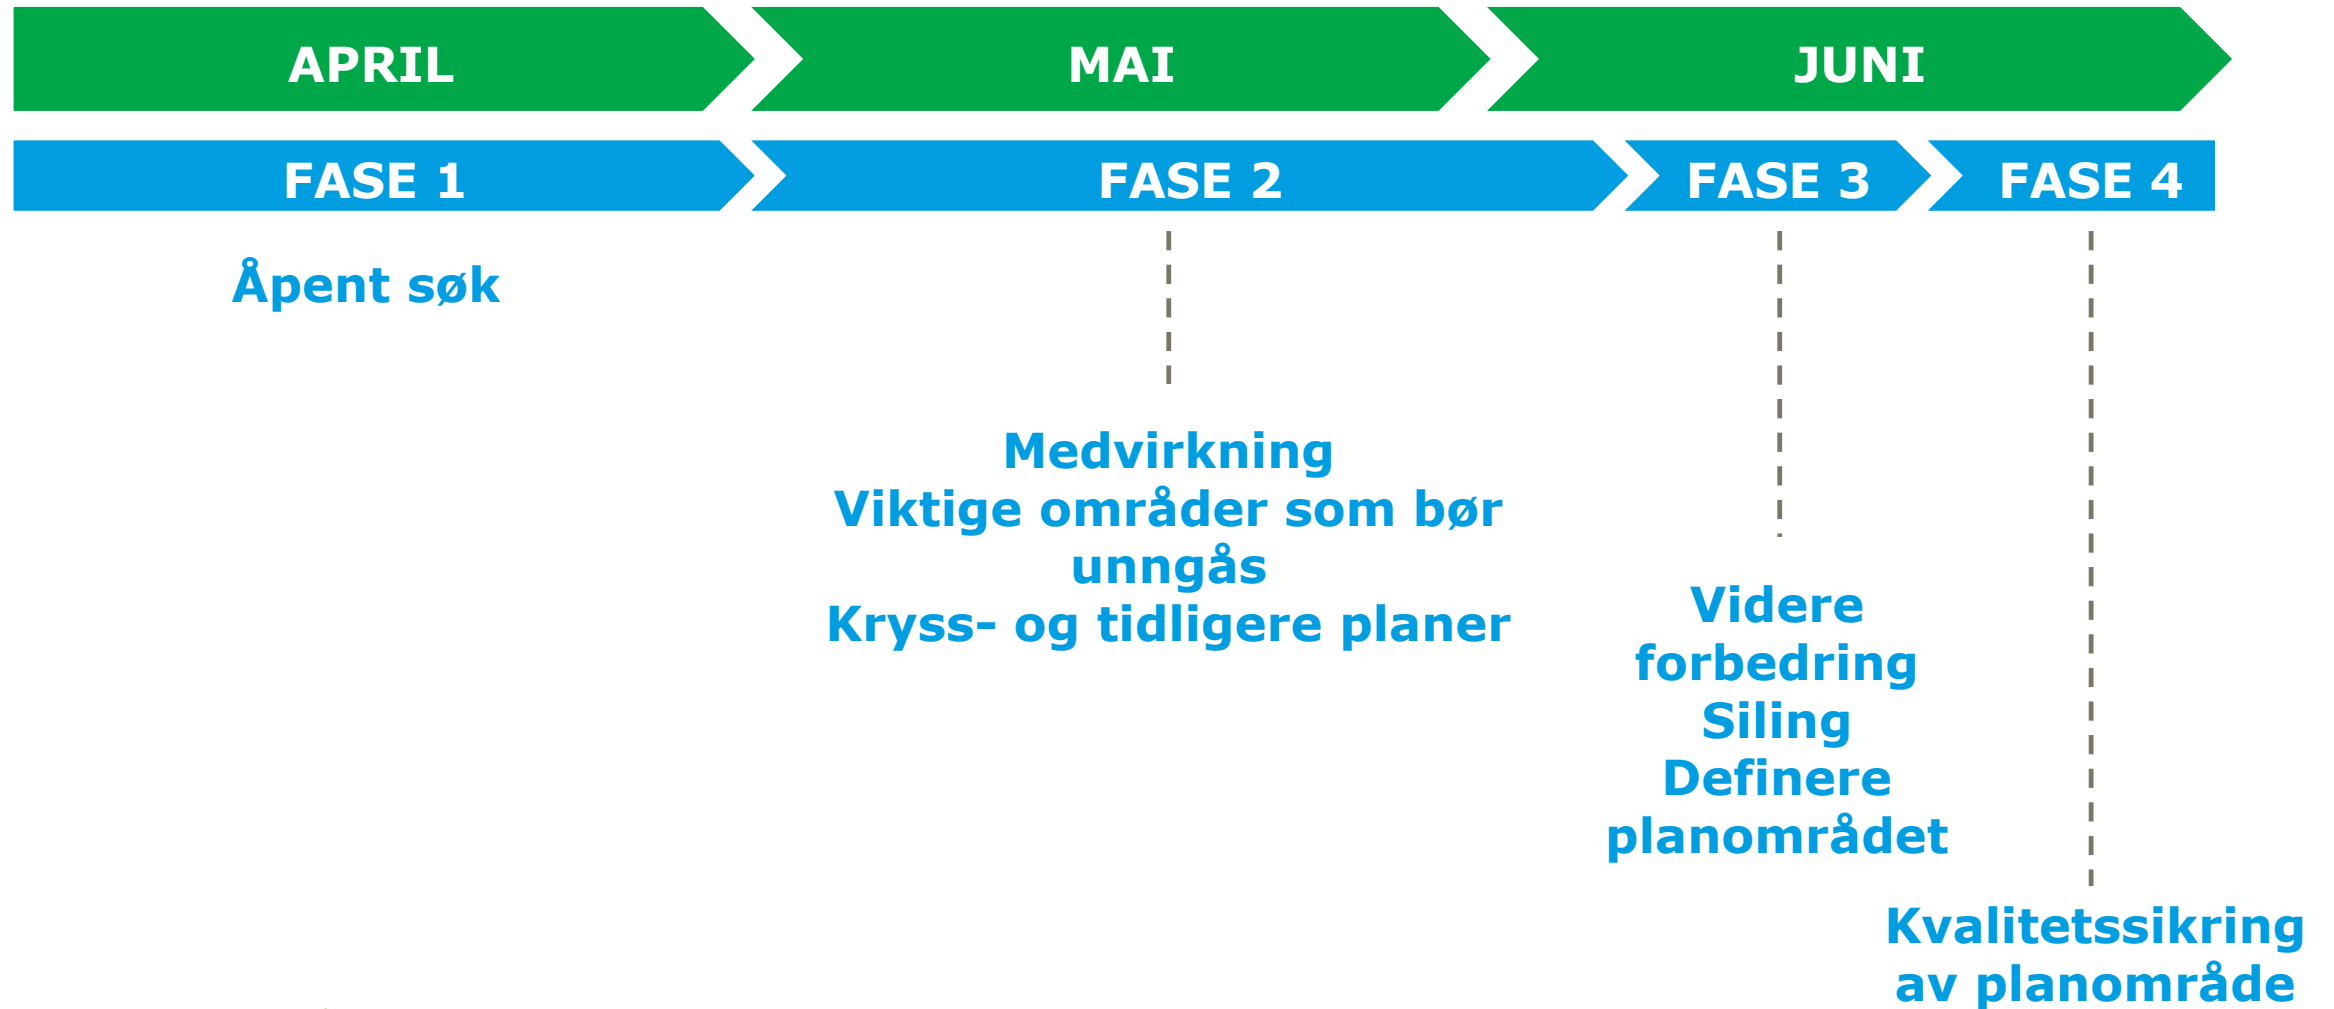 APRIL
MAI
JUNI
FASE 1
FASE 2
FASE 3
FASE 4
Åpent søk
Medvirkning
Viktige områder som bør
unngås
Kryss- og tidligere planer
Videre
forbedring
Siling
Definere
planområdet
Kvalitetssikring
av planområde